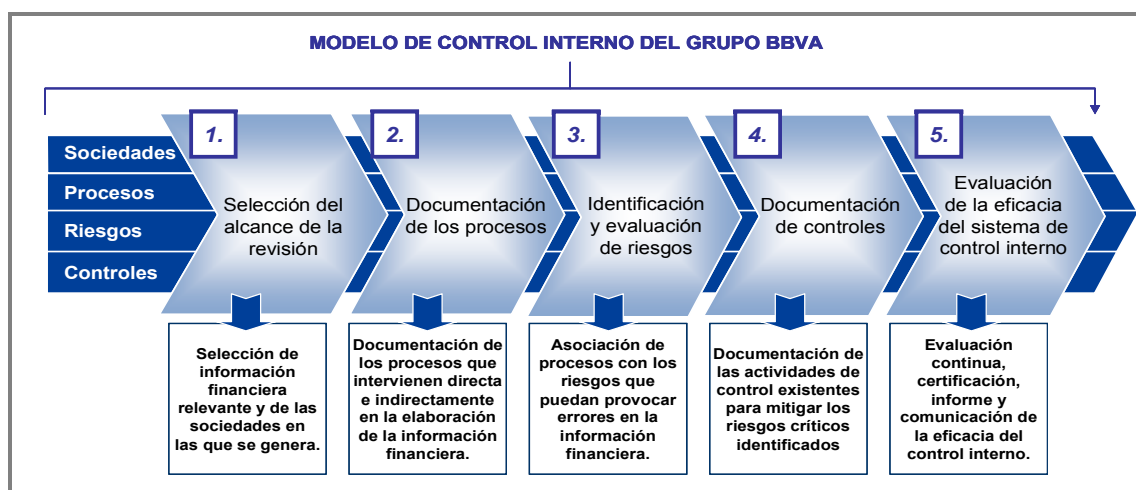 MODELO DE CONTROL INTERNO DEL GRUPO BBVA
Sociedades
Procesos
Riesgos
Controles
1.
Selección del
alcance de la
revisión
2.
Documentación
de los procesos
3.
Identificación
y evaluación
de riesgos
4.
Documentación
de controles
5.
Evaluación
de la eficacia
del sistema de
control interno
Selección de
información
financiera
relevante y de las
sociedades en
las que se genera.
Documentación de
los procesos que
intervienen directa
e indirectamente
en la elaboración
de la información
financiera.
Asociación de
procesos con los
riesgos que
puedan provocar
errores en la
información
financiera.
Documentación de
las actividades de
control existentes
para mitigar los
riesgos críticos
identificados
Evaluación
continua,
certificación,
informe y
comunicación de
la eficacia del
control interno.